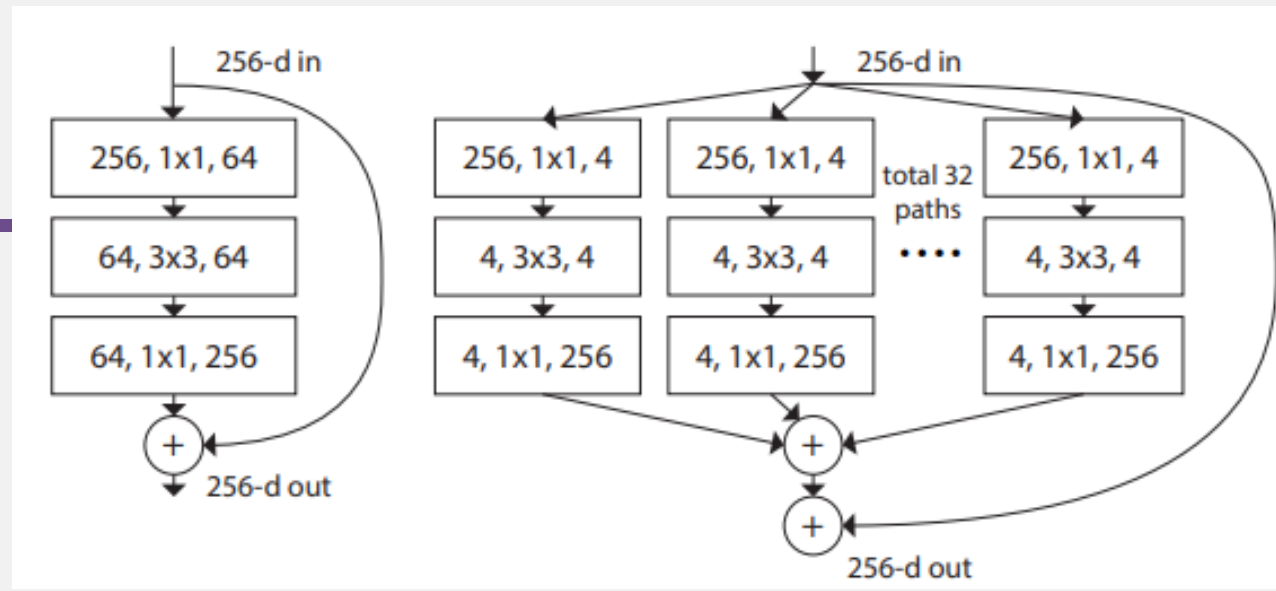 256-d in
256, 1x1, 64
64, 3x3, 64
64, 1x1, 256
+
256-d out
256-d in
256, 1x1, 4
256, 1x1, 4
total 32
paths
....
256, 1x1, 4
4, 3x3, 4
4, 3x3, 4
4, 3x3, 4
4, 1x1, 256
4, 1x1, 256
4, 1x1, 256
+
+
256-d out